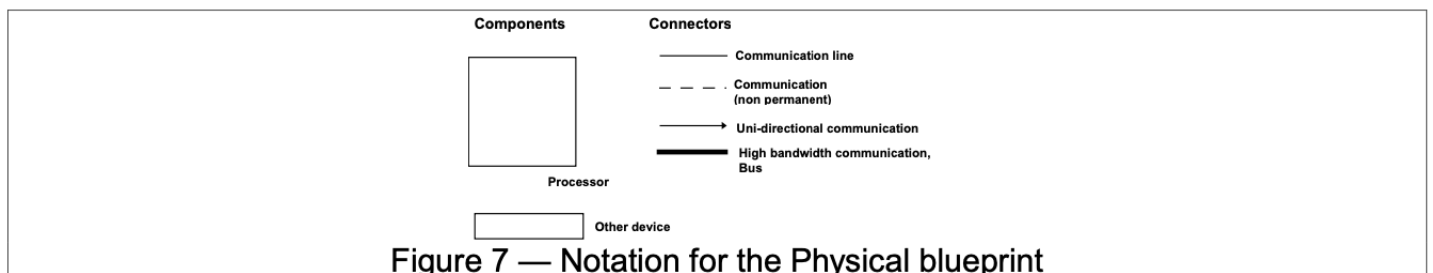 Components
Connectors
Communication line
Communication
(non permanent)
Uni-directional communication
High bandwidth communication,
Bus
Processor
Other device
Figure 7 — Notation for the Physical blueprint